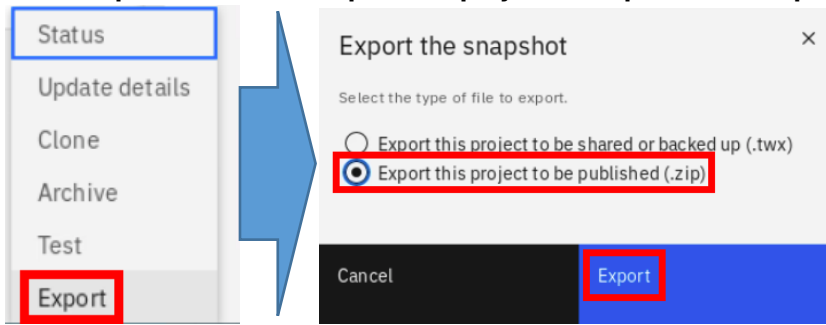 Status
Update details
Clone
Archive
Test
Export
Export the snapshot
×
Select the type of file to export.
Export this project to be shared or backed up (.twx)
Export this project to be published (.zip)
Cancel
Export